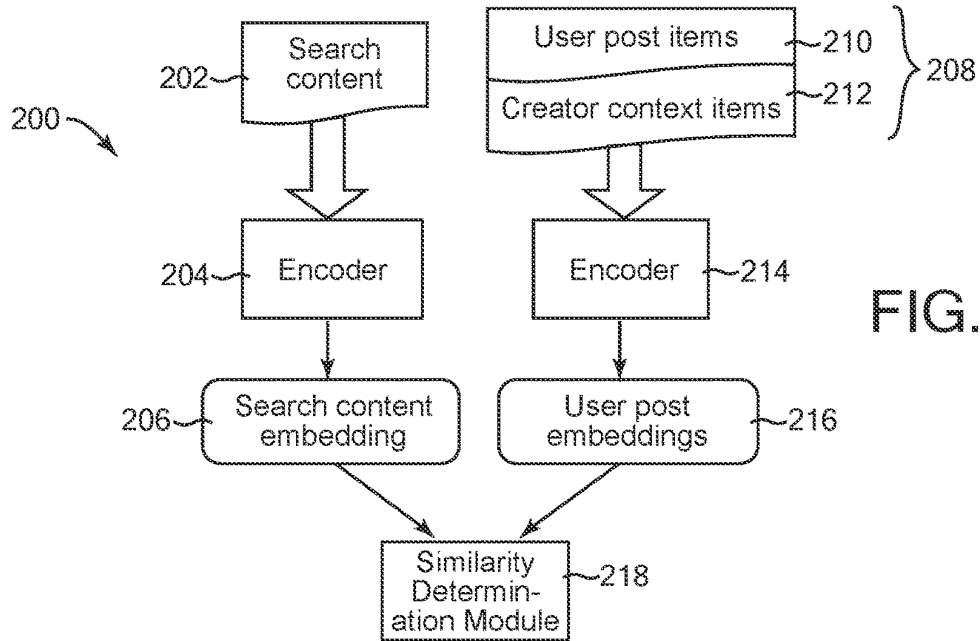 Search
content
202
User post items
210
Creator context items
212
208
200
Encoder
204
Encoder
214
FIG.
Search content
embedding
206
User post
embeddings
216
Similarity
Determin-
ation Module
218